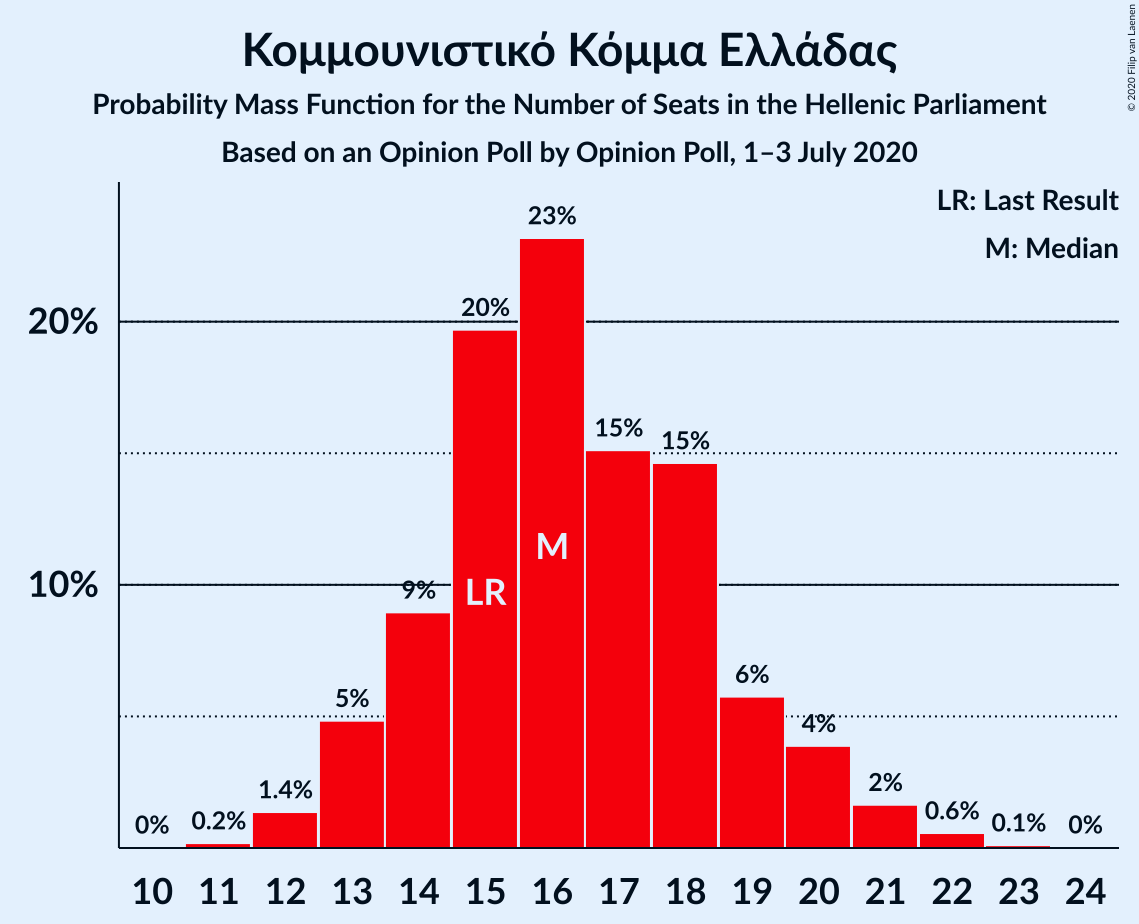 Κομμουνιστικό Κόμμα Ελλάδας
Probability Mass Function for the Number of Seats in the Hellenic Parliament
Based on an Opinion Poll by Opinion Poll, 1–3 July 2020
© 2020 Filip van Laenen
LR: Last Result
M: Median
23%
20%
20%
15%
15%
M
10%
9%
LR
6%
5%
4%
2%
1.4%
0.6%
0% 0.2% 0.1% 0%
10 11 12 13 14 15 16 17 18 19 20 21 22 23 24